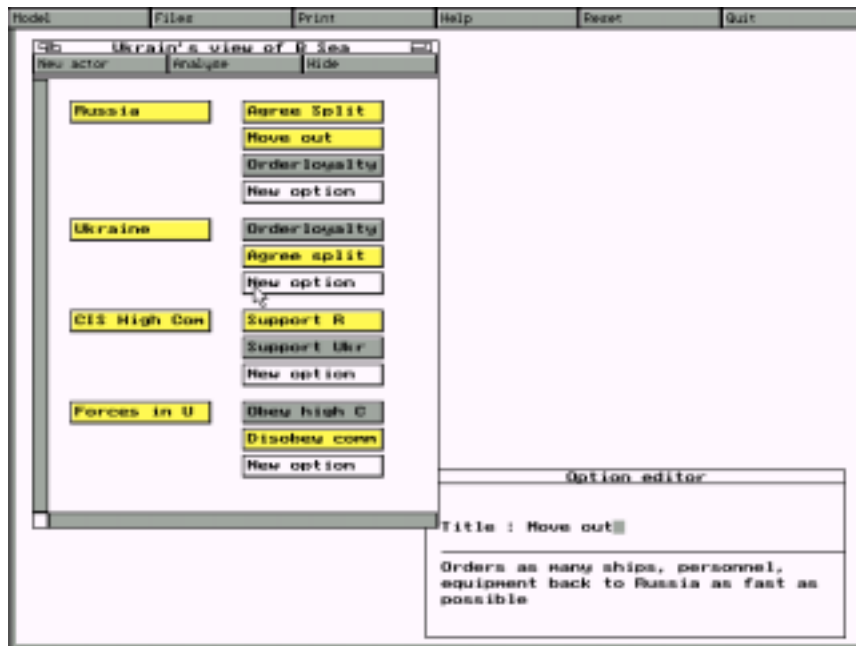 Model Files Print Help Reset Quit
Ukrain's view of B Sea
New actor Analyse Hide
Russia Agree Split
Move out
Orderloyalty
New option
Ukraine Orderloyalty
Agree split
New option
CIS High Com Support R
Support Ukr
New option
Forces in U Obey high C
Disobey comm
New option
Option editor
Title : Move out
Orders as many ships, personnel,
equipment back to Russia as fast as
possible